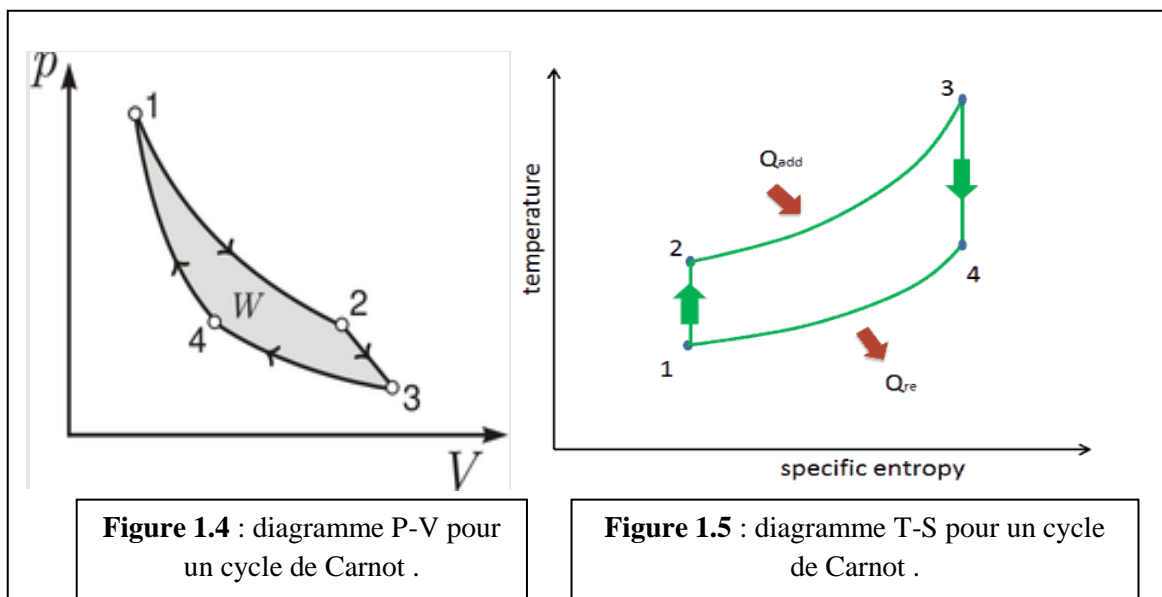 p
1
2
W
4
3
V
temperature
3
Qadd
2
4
1
Qre
specific entropy
Figure 1.4 : diagramme P-V pour
un cycle de Carnot .
Figure 1.5 : diagramme T-S pour un cycle
de Carnot .